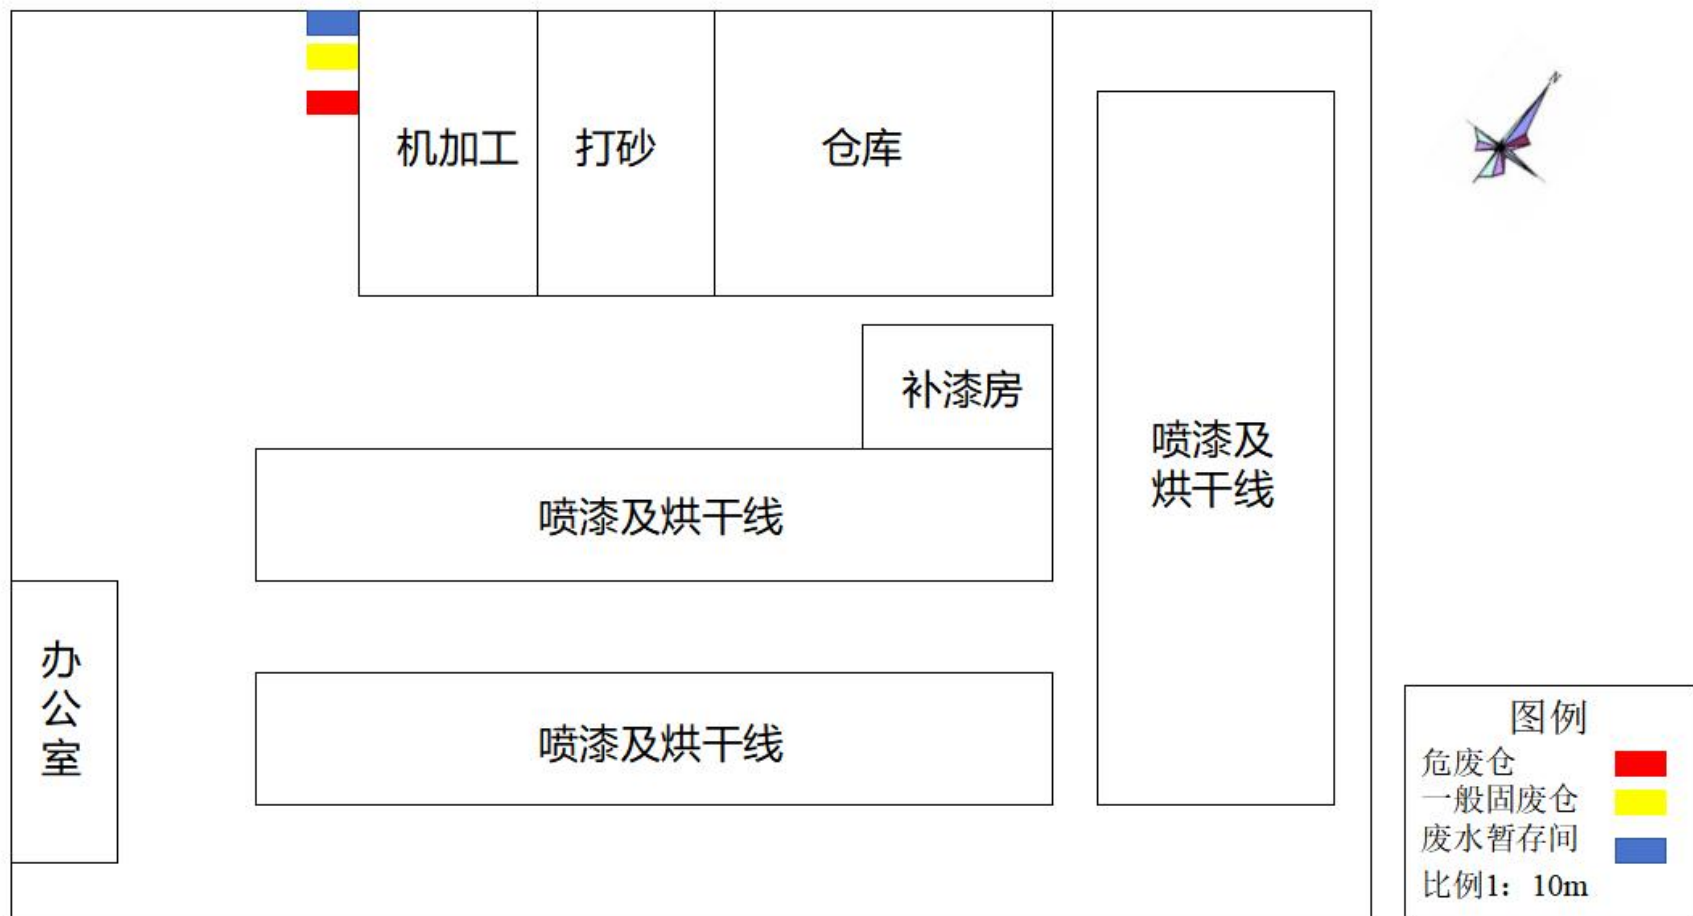 机加工
打砂
仓库
N
补漆房
喷漆及
烘干线
喷漆及烘干线
办
公
室
喷漆及烘干线
图例
危废仓
一般固废仓
废水暂存间
比例1：10m